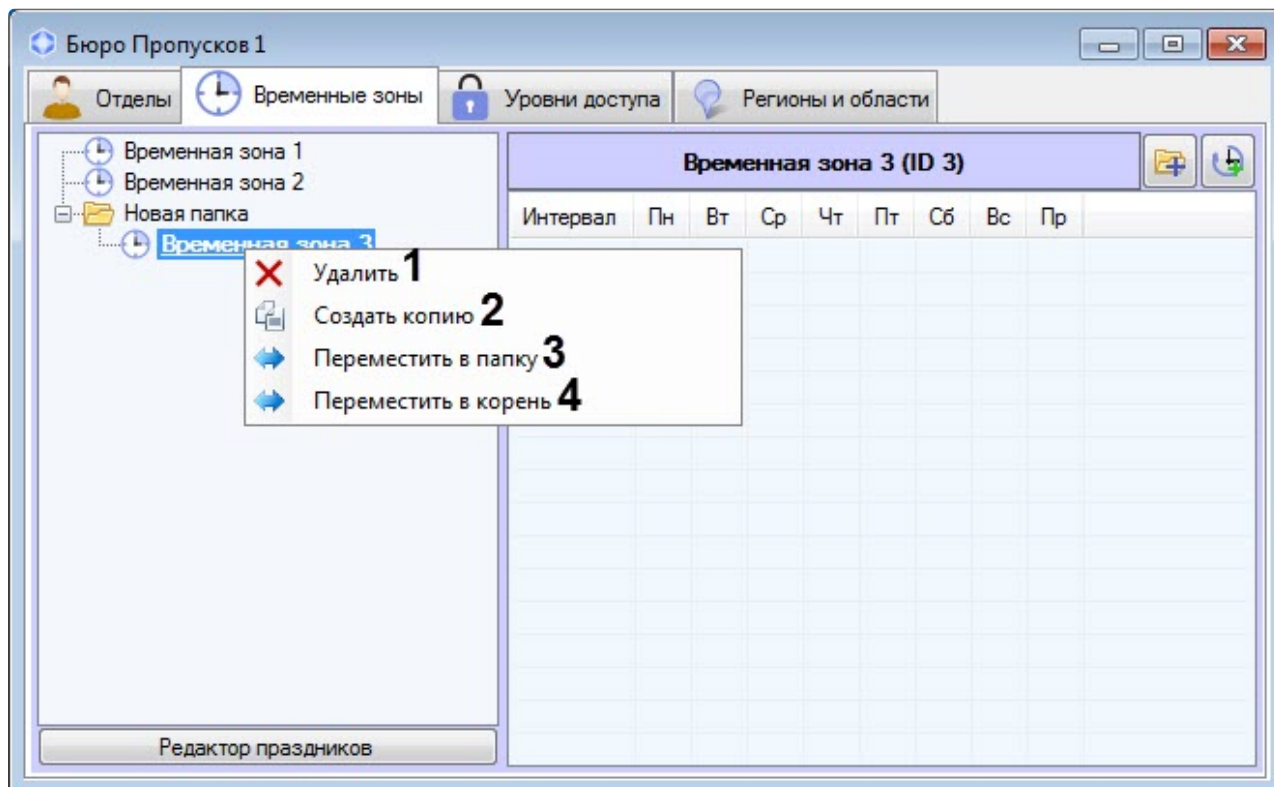 Бюро Пропусков 1
Отделы Временные зоны Уровни доступа Регионы и области
Временная зона 1
Временная зона 2
Новая папка
Временная зона 3
Временная зона 3 (ID 3)
Интервал Пн Вт Ср Чт Пт Сб Вс Пр
Удалить 1
Создать копию 2
Переместить в папку 3
Переместить в корень 4
Редактор праздников